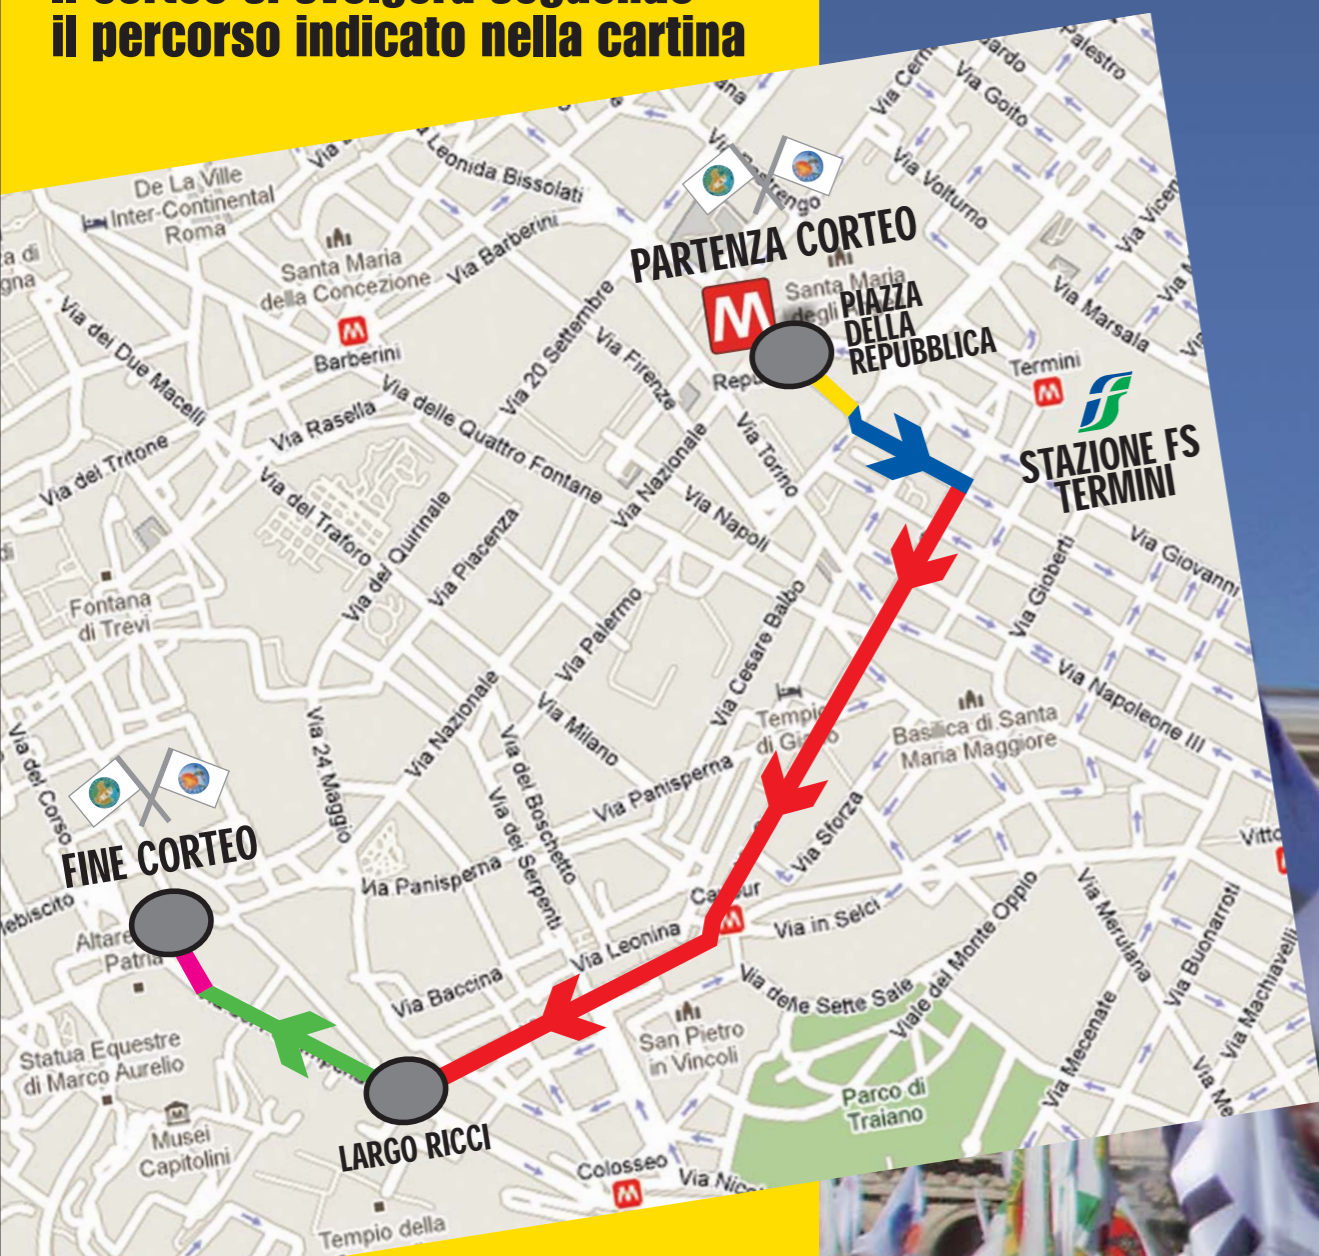 il percorso indicato nella cartina
Palestro
Via Goito
Via Leonida Bissolati
De La Ville
Inter-Continental
Roma
Via Volturno
PARTENZA CORTEO
Via Barberini
Santa Maria
della Concezione
M
Barberini
Santa Maria
M
PIAZZA
DELLA
REPUBBLICA
Via Marsala
Termini
M
STAZIONE FS
TERMINI
Via dei Due Macelli
Via 20 Settembre
Via Firenze
Via Rasella
Via delle Quattro Fontane
Via Torino
Via del Tritone
Via Nazionale
Via del Traforo
Via del Quirinale
Via Piacenza
Via Napoli
Via Giovanni
Via Gioberti
Fontana
di Trevi
Via Palermo
Via Cesare Balbo
Via Napoleone III
Via Nazionale
Via Milano
Basilica di Santa
Maria Maggiore
Via del Corso
Via 24 Maggio
Via del Boschetto
Via dei Serpenti
Via Panisperna
Via Sforza
FINE CORTEO
Via Panisperna
M
Via in Selci
Via Leonina
Via Merulana
Via Buonarroti
Via Machiavelli
Via Baccina
Via delle Sette Sale
Viale del Monte Oppio
Altare
Patria
Statua Equestre
di Marco Aurelio
San Pietro
in Vincoli
Via Mecenate
Parco di
Traiano
M
Musei
Capitolini
LARGO RICCI
Colosseo
M
Tempio della